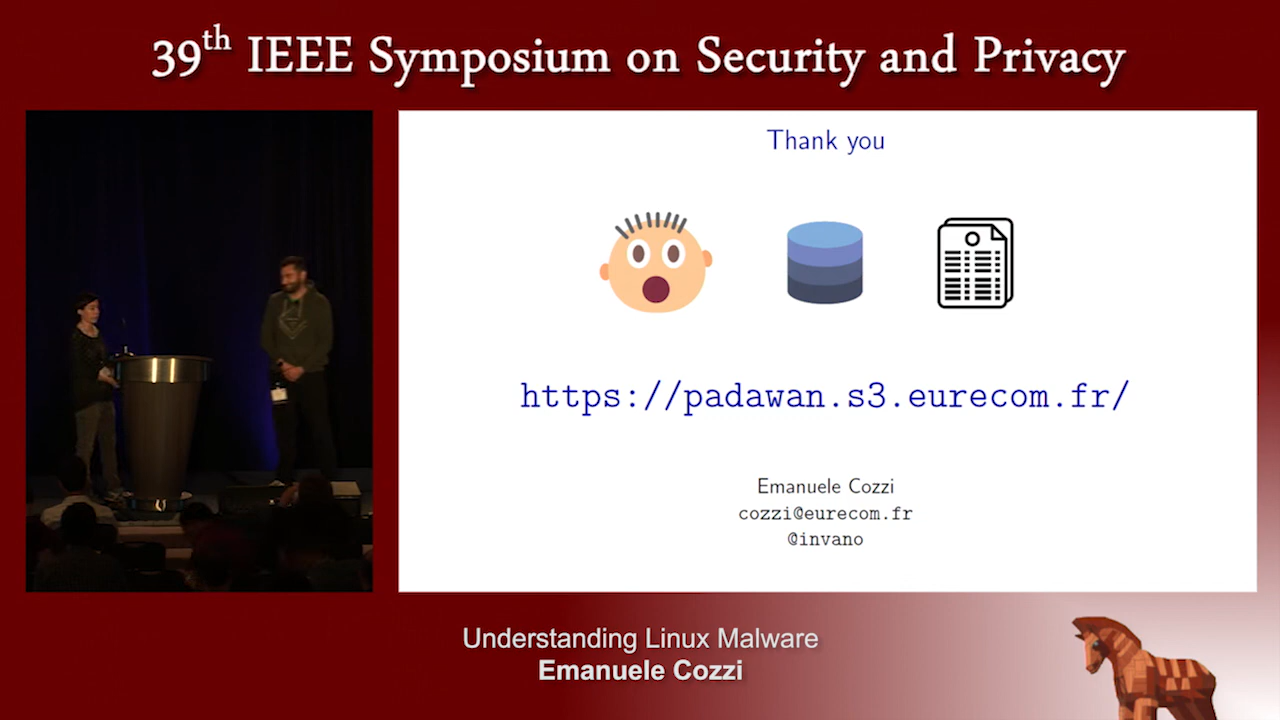 39th IEEE Symposium on Security and Privacy
Thank you
https://padawan.s3.eurecom.fr/
Emanuele Cozzi
cozzi@eurecom.fr
@invano
Understanding Linux Malware
Emanuele Cozzi